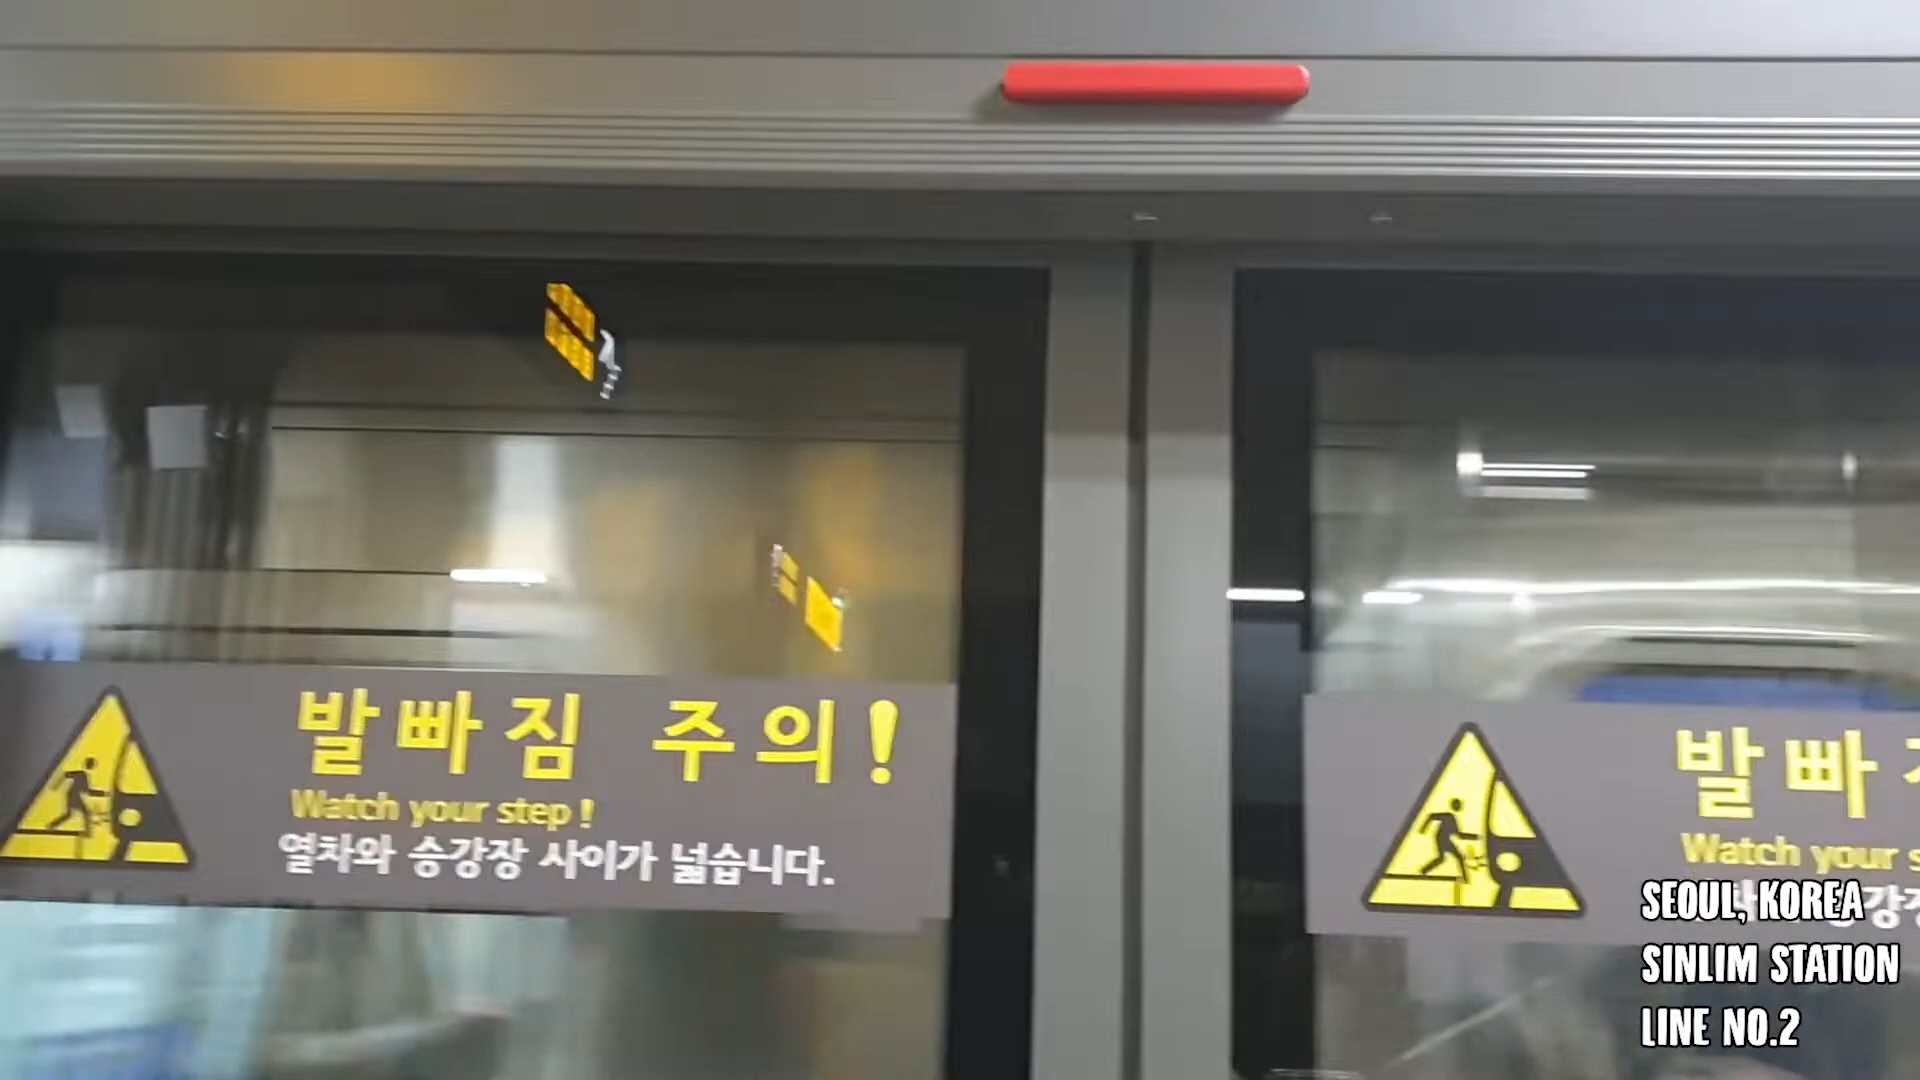 발빠짐 주의!
Watch your step!
열차와 승강장 사이가 넓습니다.
발빠
Watch your
SEOUL, KOREA
SINLIM STATION
LINE NO.2